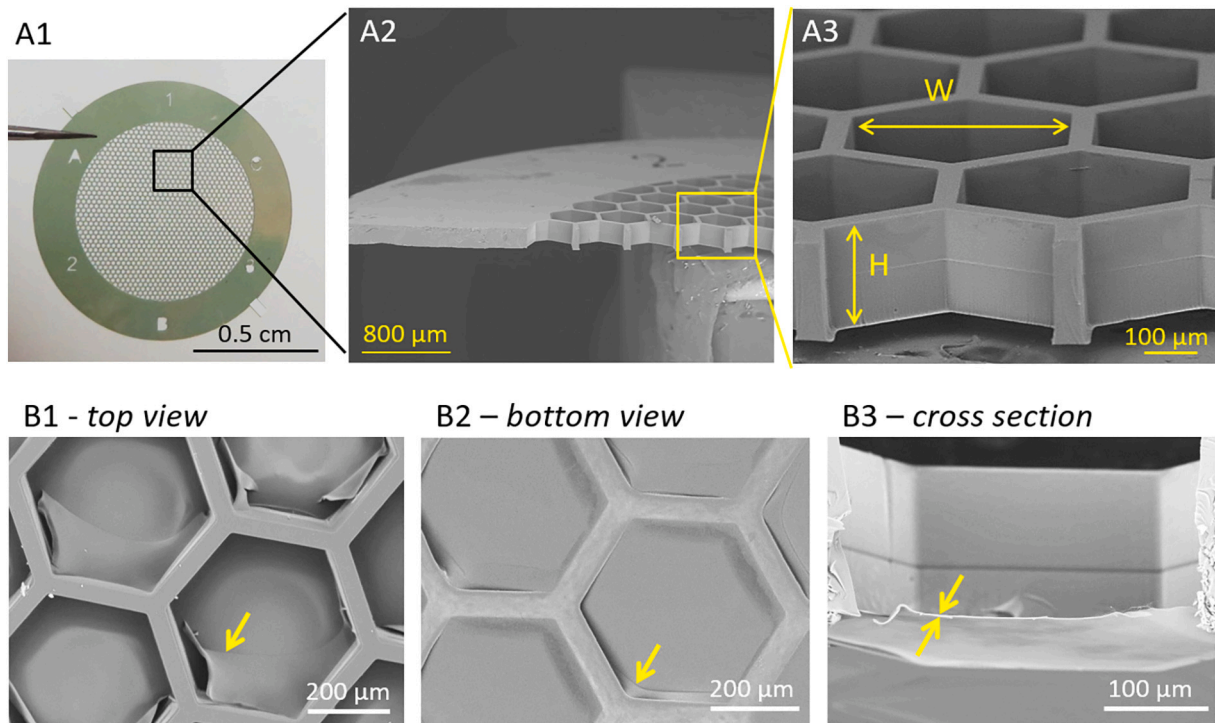 A1
A2
A3
1
A
2
B
0.5 cm
800 µm
W
H
100 µm
B1 - top view
B2 – bottom view
B3 – cross section
200 µm
200 µm
100 µm